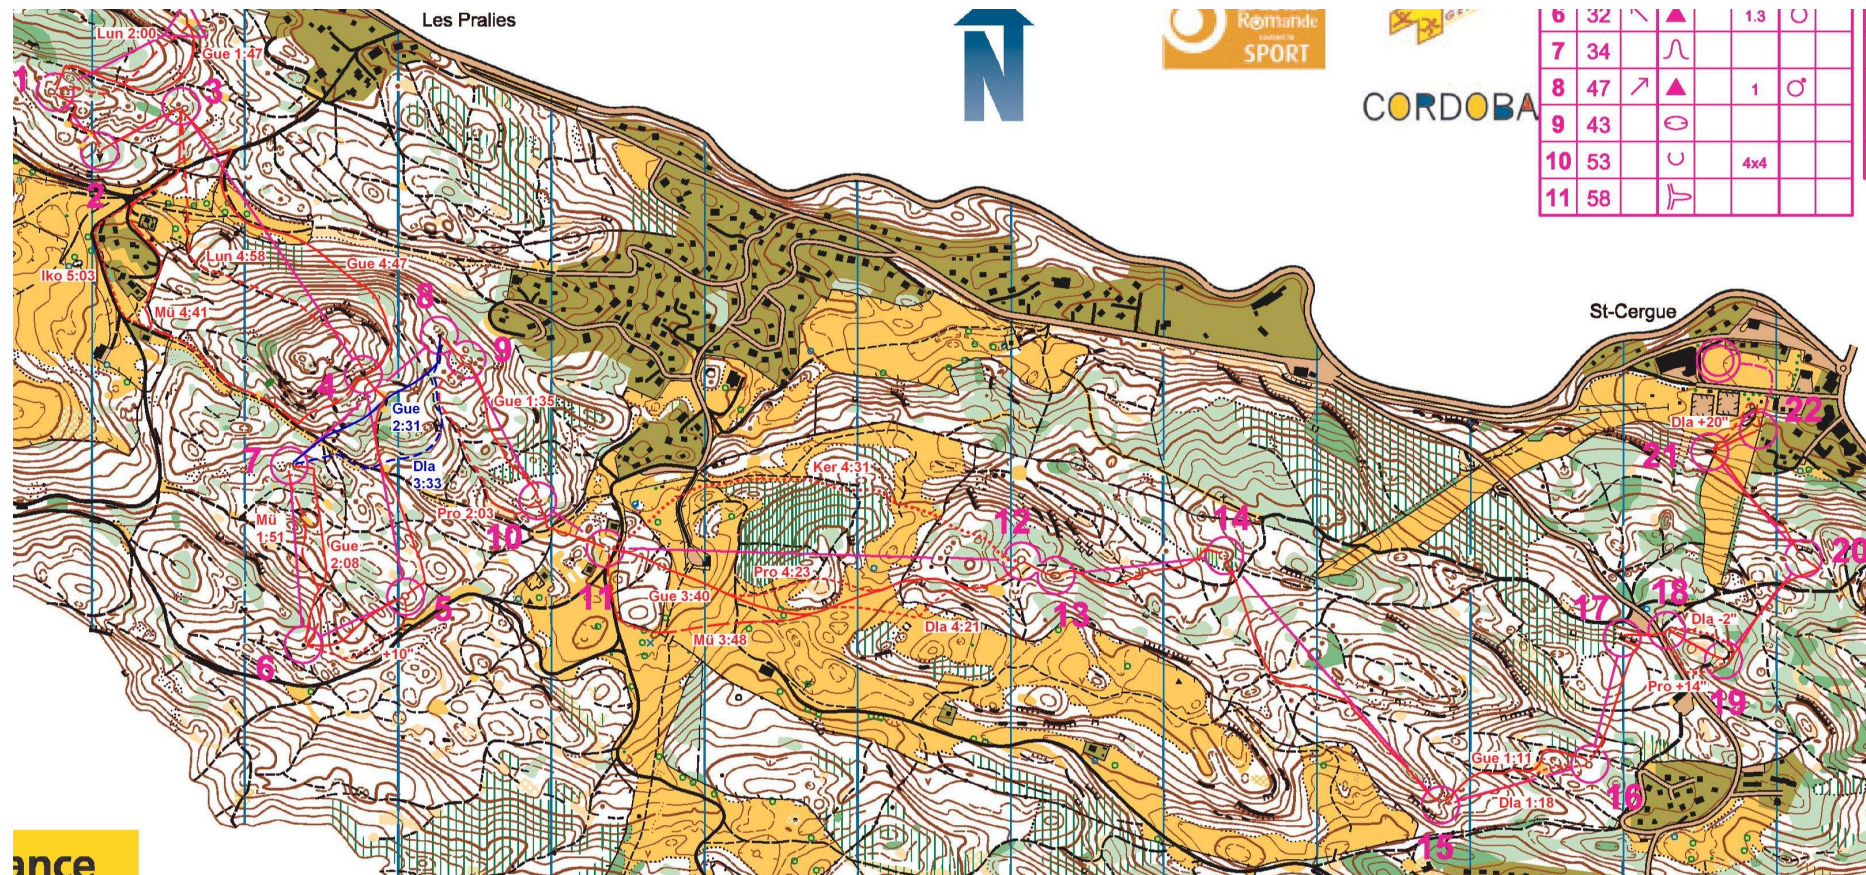 Les Pralies
Romande
SPORT
CORDOBA
N
6 32 1.3
7 34
8 47 1
9 43
10 53 4x4
11 58
Lun 2:00
Gue 1:47
1
3
2
Iko 5:03
Lun 4:58
Gue 4:47
Mü 4:41
8
9
4
St-Cergue
Gue 1:35
Gue
2:31
7
Dla
3:33
Pro 2:03
10
Mü
1:51
Gue
2:08
5
6
+10"
11
Ker 4:31
Pro 4:23
Gue 3:40
Mü 3:48
Dla 4:21
12
13
14
Dla +20"
22
21
20
17
18
Dla -2"
Pro +14"
19
Gue 1:11
Dla 1:18
16
15
ance